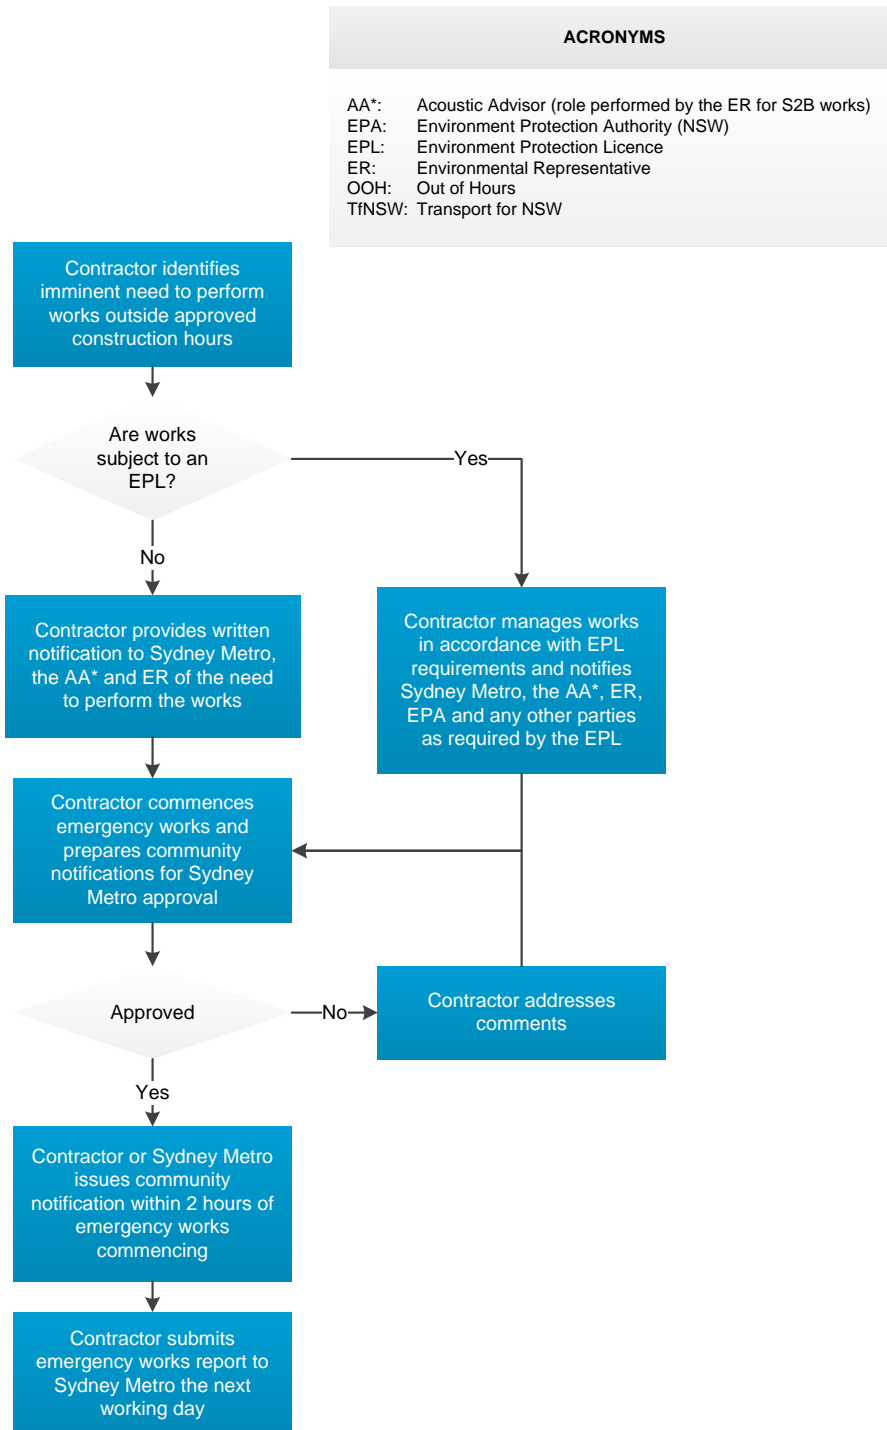 ACRONYMS
AA*: Acoustic Advisor (role performed by the ER for S2B works)
EPA: Environment Protection Authority (NSW)
EPL: Environment Protection Licence
ER: Environmental Representative
OOH: Out of Hours
TfNSW: Transport for NSW
Contractor identifies
imminent need to perform
works outside approved
construction hours
Are works
subject to an
EPL?
Yes
No
Contractor provides written
notification to Sydney Metro,
the AA* and ER of the need
to perform the works
Contractor manages works
in accordance with EPL
requirements and notifies
Sydney Metro, the AA*, ER,
EPA and any other parties
as required by the EPL
Contractor commences
emergency works and
prepares community
notifications for Sydney
Metro approval
Approved
No
Contractor addresses
comments
Yes
Contractor or Sydney Metro
issues community
notification within 2 hours of
emergency works
commencing
Contractor submits
emergency works report to
Sydney Metro the next
working day